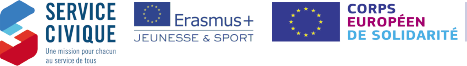 SERVICE
CIVIQUE
Une mission pour chacun
au service de tous
Erasmus+
JEUNESSE & SPORT
CORPS
EUROPÉEN
DE SOLIDARITÉ